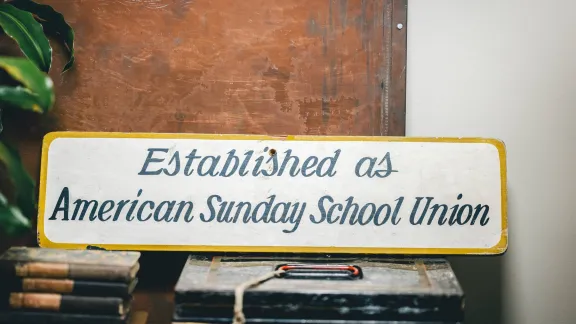 Established as
American Sunday School Union